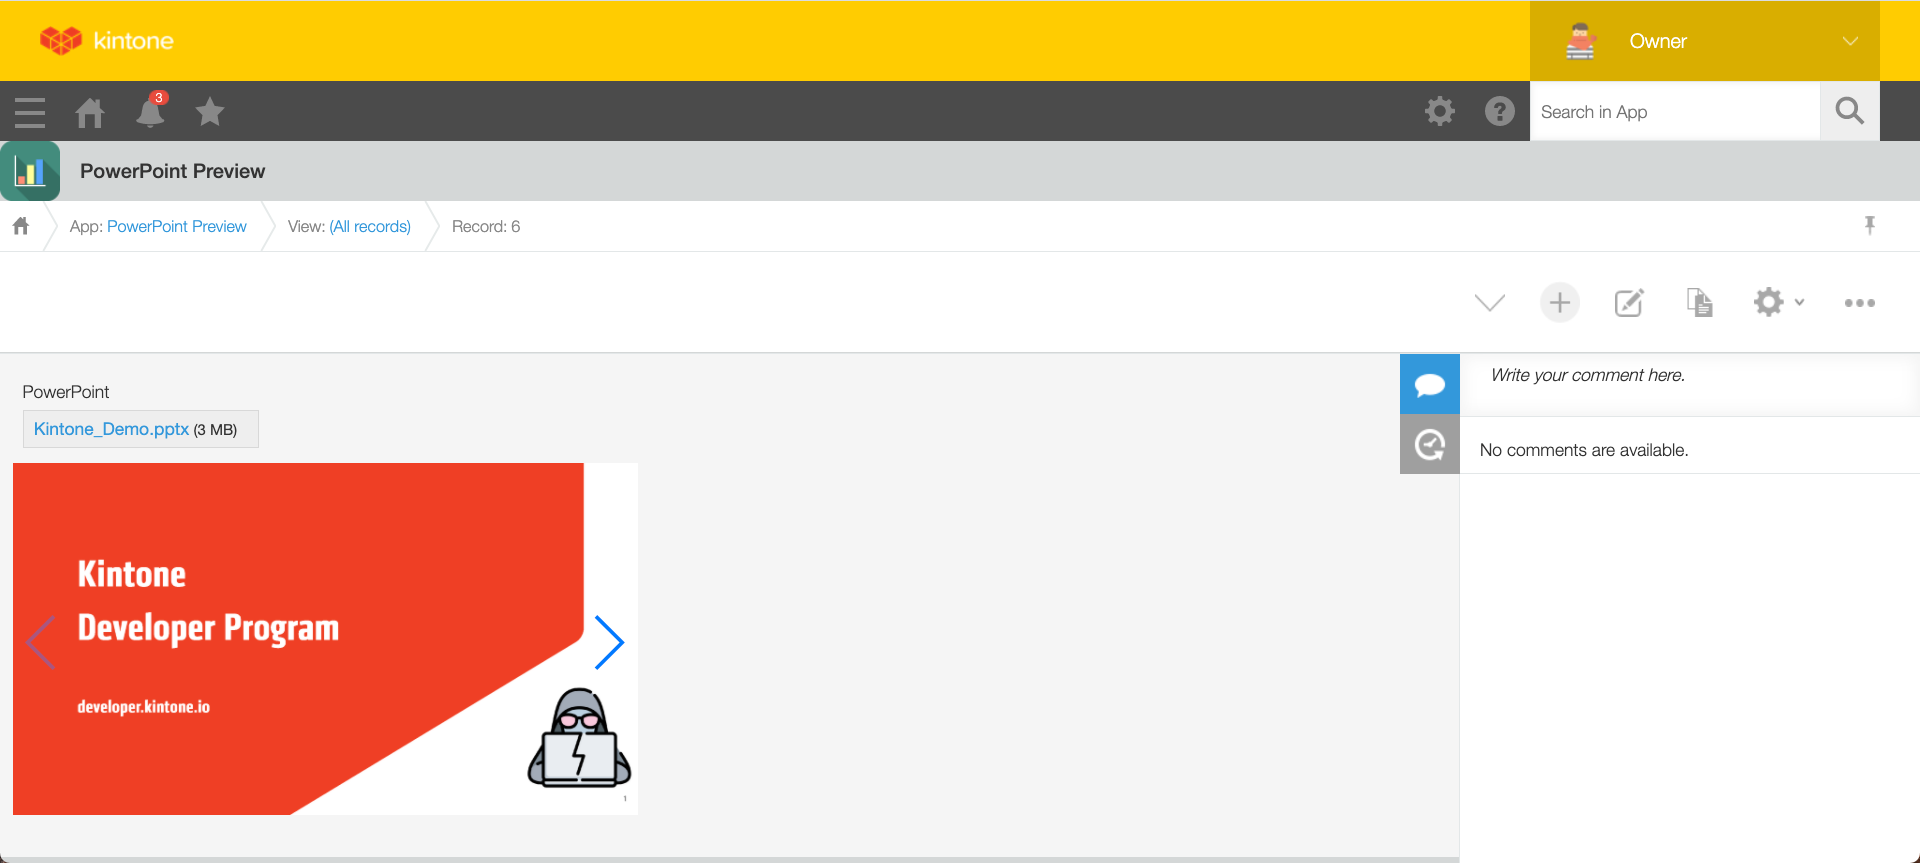 kintone
Owner
3
Search in App
PowerPoint Preview
App: PowerPoint Preview
View: (All records)
Record: 6
PowerPoint
Kintone_Demo.pptx (3 MB)
Kintone
Developer Program
developer.kintone.io
1
Write your comment here.
No comments are available.